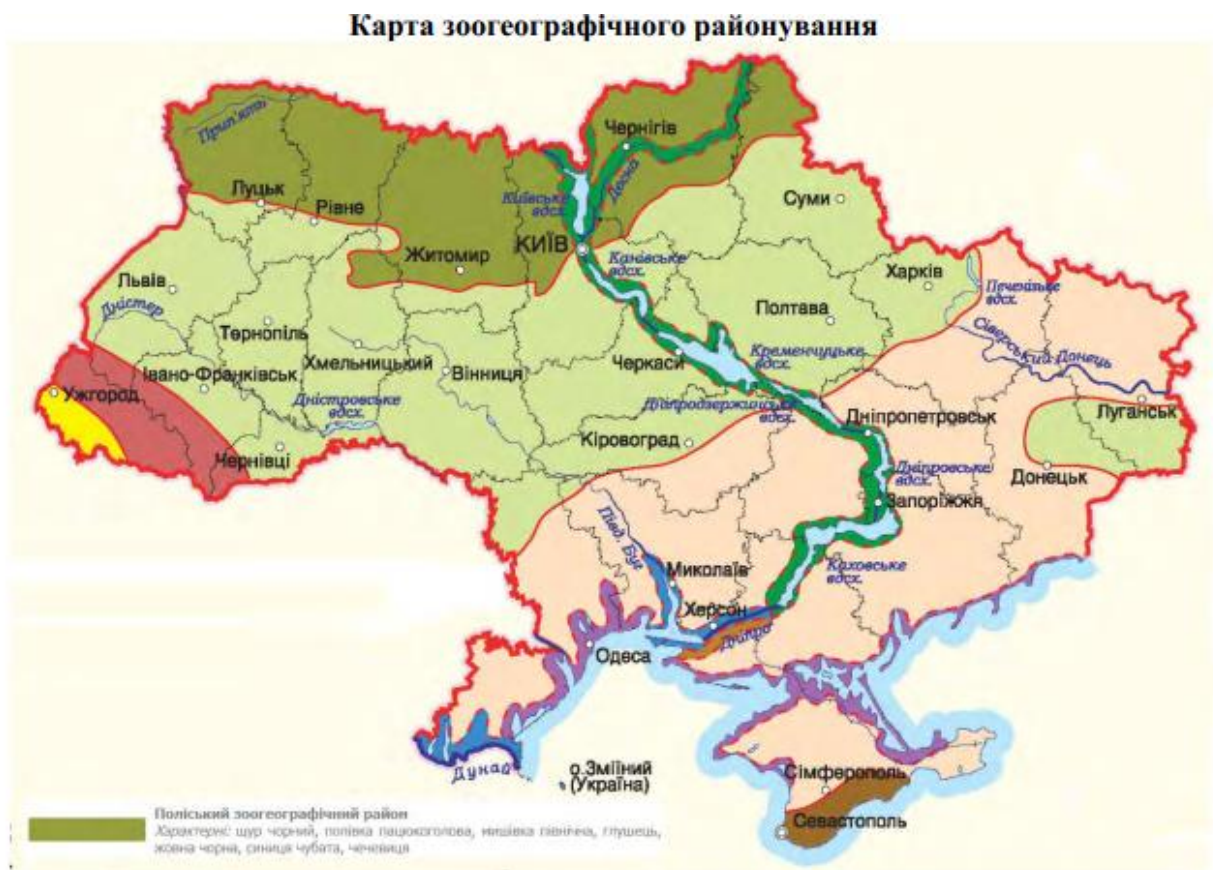 Карта зоогеографічного районування
Прип'ять
Чернігів
Десна
Луцьк
Рівне
Київське
вдсх.
Суми
КИЇВ
Житомир
Канівське
вдсх.
Харків
Печенізьке
вдсх.
Львів
Дністер
Тернопіль
Полтава
Сіверський Донець
Хмельницький
Вінниця
Черкаси
Кременчуцьке
вдсх.
Ужгород
Івано-Франківськ
Дністровське
вдсх.
Дніпродзержинське
вдсх.
Дніпропетровськ
Луганськ
Чернівці
Кіровоград
Дніпровське
вдсх.
Донецьк
Запоріжжя
Півд. Буг
Миколаїв
Каховське
вдсх.
Херсон
Дніпро
Одеса
Дунай
о.Зміїний
(Україна)
Сімферополь
Севастополь
Поліський зоогеографічний район
Характерні: щур чорний, полівка пацюкоголова, мишівка північна, глушець,
жовна чорна, синиця чубата, чечевиця